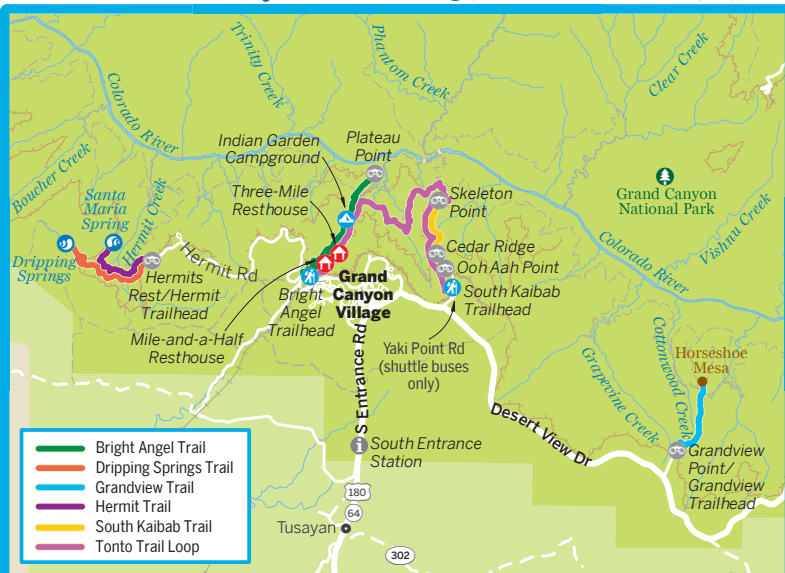 Trinity Creek
Phantom Creek
Clear Creek
Colorado River
Indian Garden
Campground
Plateau
Point
Boucher Creek
Three-Mile
Resthouse
Skeleton
Point
Grand Canyon
National Park
Santa
Maria
Spring
Hermit Creek
Vishnu Creek
Colorado River
Dripping
Springs
Hermit Rd
Cedar Ridge
Ooh Aah Point
Hermits
Rest/Hermit
Trailhead
Grand
Canyon
Village
Bright
Angel
Trailhead
South Kaibab
Trailhead
Mile-and-a-Half
Resthouse
Yaki Point Rd
(shuttle buses
only)
S Entrance Rd
Cottonwood Creek
Grapevine Creek
Horseshoe
Mesa
Desert View Dr
South Entrance
Station
Grandview
Point/
Grandview
Trailhead
Bright Angel Trail
Dripping Springs Trail
Grandview Trail
Hermit Trail
South Kaibab Trail
Tonto Trail Loop
180
64
Tusayan
302